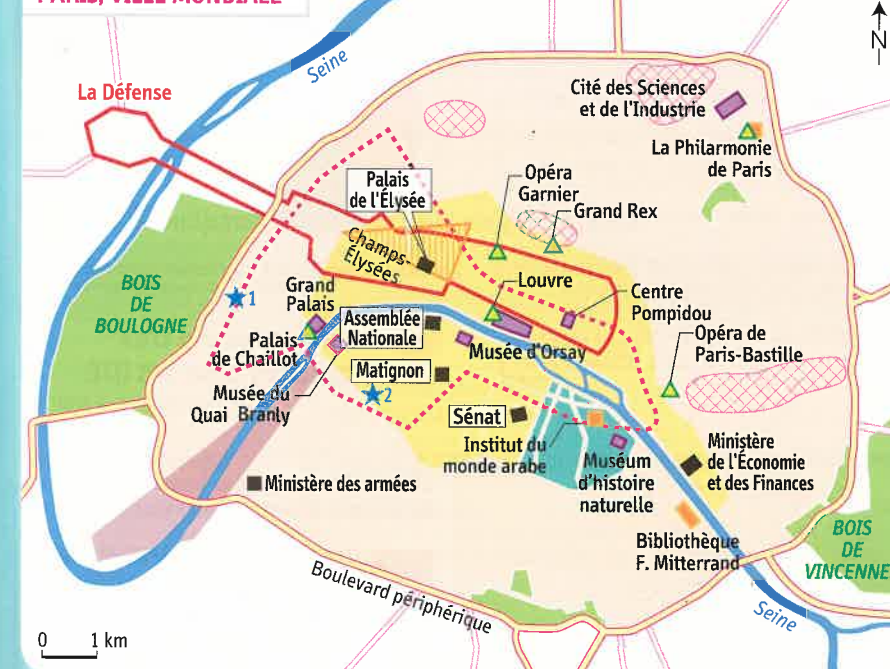 PARIS, VILLE MONDIALE
N
Seine
La Défense
Cité des Sciences
et de l'Industrie
La Philarmonie
de Paris
Palais
de l'Élysée
Opéra
Garnier
Grand Rex
Champs-
Élysées
BOIS
DE
BOULOGNE
1
Grand
Palais
Louvre
Centre
Pompidou
Assemblée
Nationale
Palais
de Chaillot
Musée d'Orsay
Opéra de
Paris-Bastille
Matignon
Musée du
Quai Branly
2
Sénat
Institut du
monde arabe
Muséum
d'histoire
naturelle
Ministère
de l'Économie
et des Finances
Ministère des armées
Bibliothèque
F. Mitterrand
BOIS
DE
VINCENNE
Boulevard périphérique
Seine
0 1 km